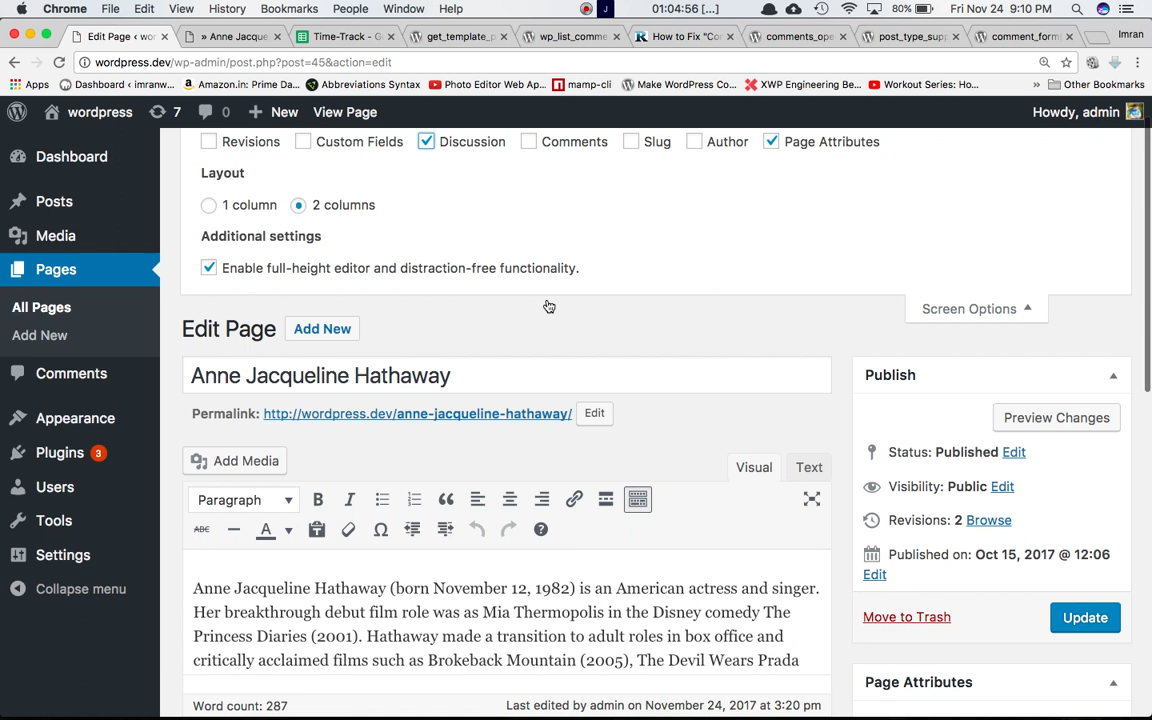 Chrome File Edit View History Bookmarks People Window Help J 01:04:56 [...] 80% Fri Nov 24 9:10 PM
Edit Page ‹ wo × » Anne Jacque × Time-Track - G × get_template_p × wp_list_comme × How to Fix "Cor × comments_ope × post_type_supp × comment_form × Imran
wordpress.dev/wp-admin/post.php?post=45&action=edit
Apps Dashboard ‹ imranw... Amazon.in: Prime Da... Abbreviations Syntax Photo Editor Web Ap... mamp-cli Make WordPress Co... XWP Engineering Be... Workout Series: Ho... » Other Bookmarks
wordpress 7 0 + New View Page Howdy, admin
Revisions Custom Fields Discussion Comments Slug Author Page Attributes
Dashboard
Layout
Posts
1 column 2 columns
Media
Additional settings
Pages
Enable full-height editor and distraction-free functionality.
All Pages
Screen Options
Add New
Edit Page Add New
Comments
Anne Jacqueline Hathaway
Publish
Appearance
Permalink: http://wordpress.dev/anne-jacqueline-hathaway/ Edit
Preview Changes
Plugins 3
Add Media
Visual Text
Status: Published Edit
Users
Visibility: Public Edit
Tools
Paragraph B I
Revisions: 2 Browse
Settings
ABC A
Published on: Oct 15, 2017 @ 12:06
Edit
Collapse menu
Anne Jacqueline Hathaway (born November 12, 1982) is an American actress and singer.
Her breakthrough debut film role was as Mia Thermopolis in the Disney comedy The
Princess Diaries (2001). Hathaway made a transition to adult roles in box office and
critically acclaimed films such as Brokeback Mountain (2005), The Devil Wears Prada
Move to Trash Update
Page Attributes
Word count: 287 Last edited by admin on November 24, 2017 at 3:20 pm